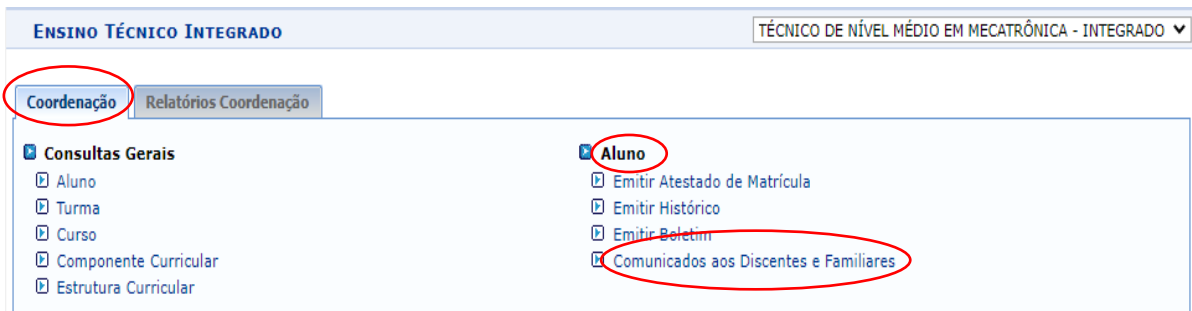 ENSINO TÉCNICO INTEGRADO
TÉCNICO DE NÍVEL MÉDIO EM MECATRÔNICA - INTEGRADO
Coordenação
Relatórios Coordenação
Consultas Gerais
Aluno
Turma
Curso
Componente Curricular
Estrutura Curricular
Aluno
Emitir Atestado de Matrícula
Emitir Histórico
Emitir Boletim
Comunicados aos Discentes e Familiares